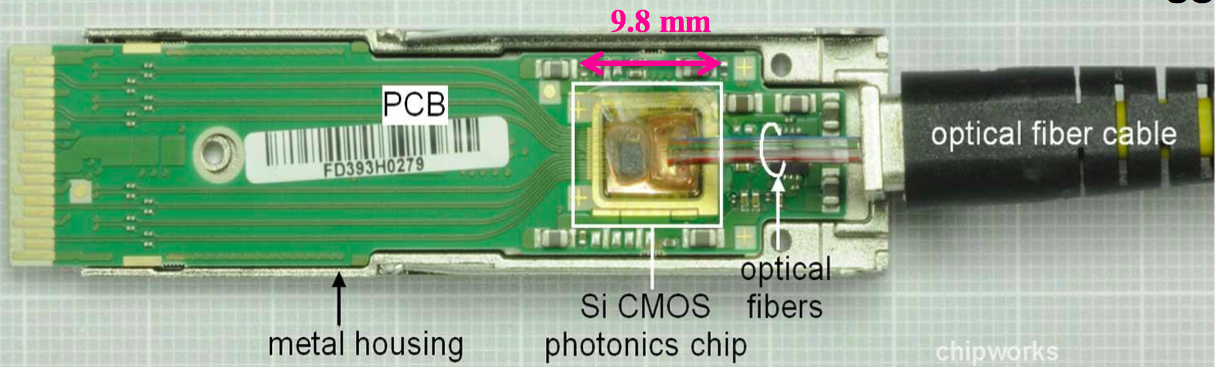 9.8 mm
PCB
FD393H0279
optical fiber cable
optical
fibers
Si CMOS
photonics chip
metal housing
chipworks